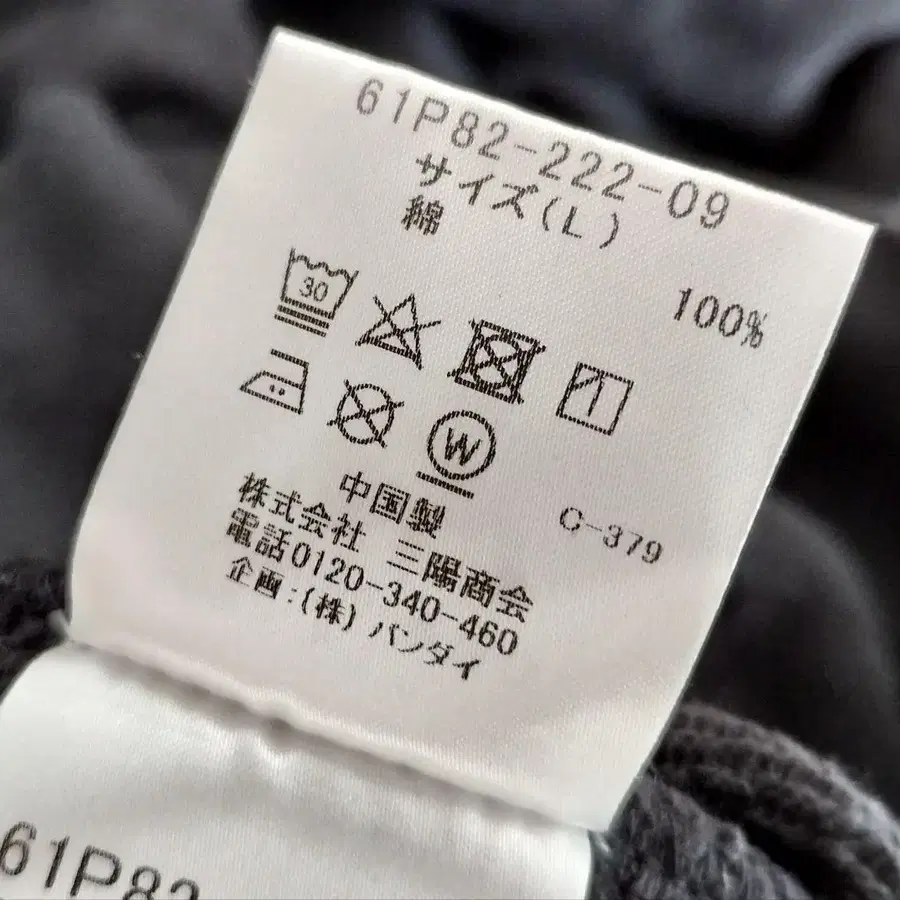 61P82-222-09
サイズ(L)
綿 100%
30
W
中国製 C-379
株式会社 三陽商会
電話0120-340-460
企画:(株) バンダイ
61P82